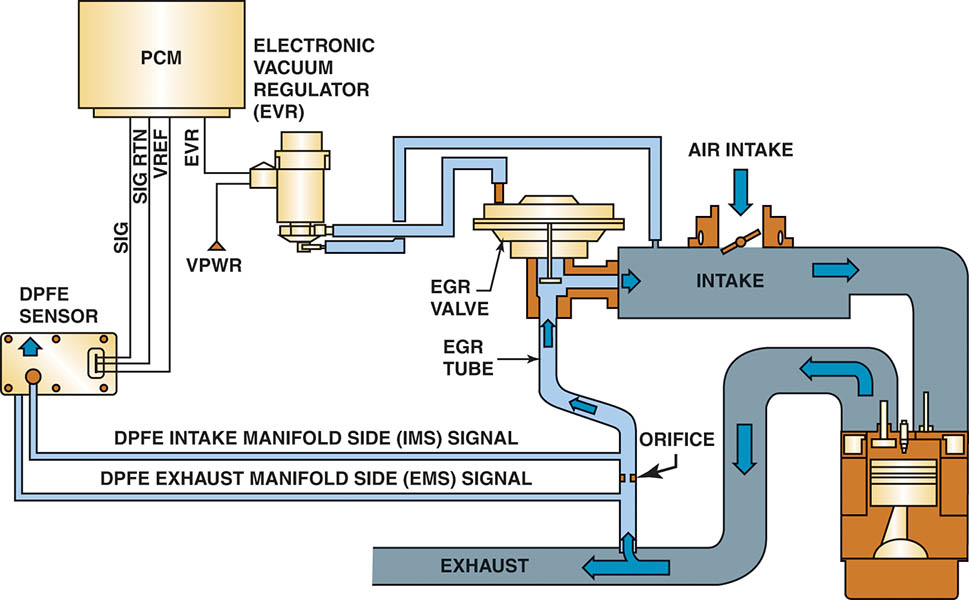 PCM
ELECTRONIC
VACUUM
REGULATOR
(EVR)
SIG
SIG RTN
VREF
EVR
VPWR
AIR INTAKE
INTAKE
EGR
VALVE
DPFE
SENSOR
EGR
TUBE
DPFE INTAKE MANIFOLD SIDE (IMS) SIGNAL
ORIFICE
DPFE EXHAUST MANIFOLD SIDE (EMS) SIGNAL
EXHAUST